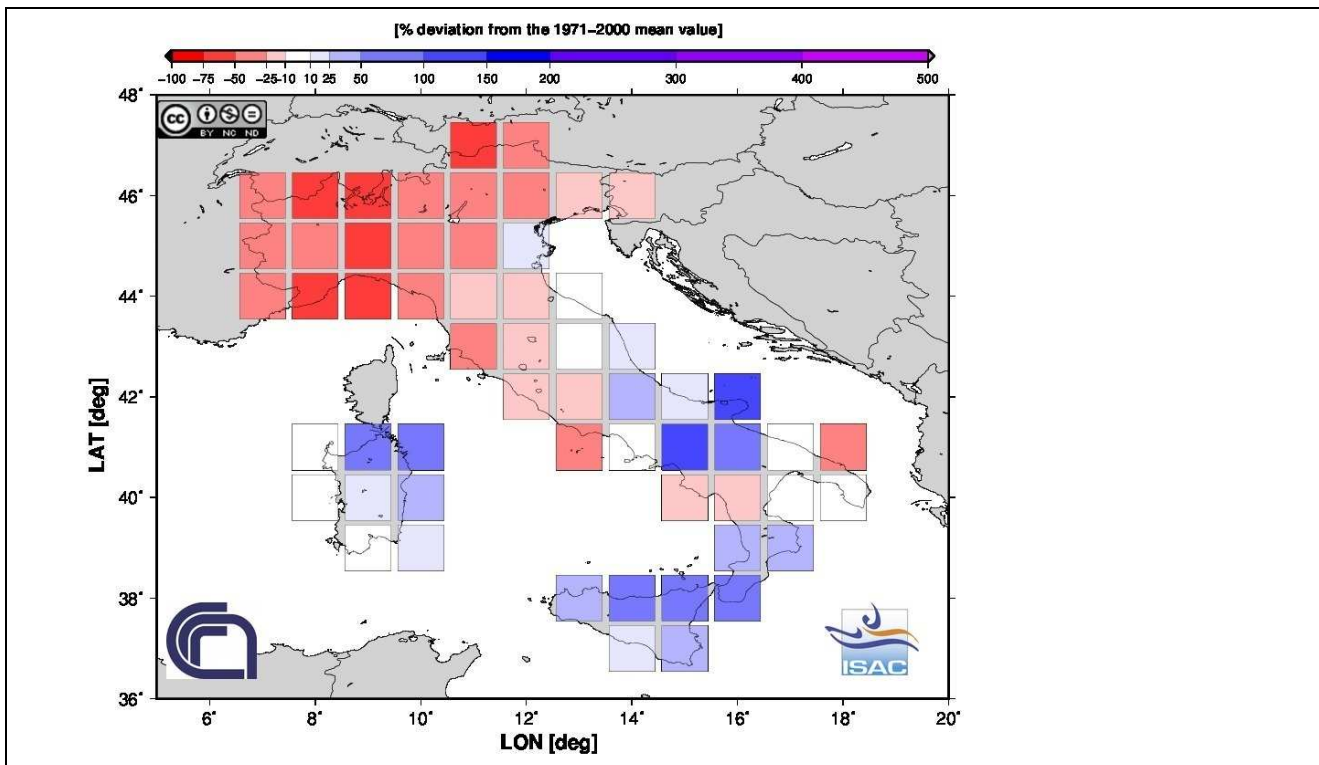 [% deviation from the 1971–2000 mean value]
−100 −75 −50 −25 −10 10 25 50 100 150 200 300 400 500
48°
cc
BY NC ND
46°
44°
42°
40°
38°
36°
LAT [deg]
ISAC
6° 8° 10° 12° 14° 16° 18° 20°
LON [deg]